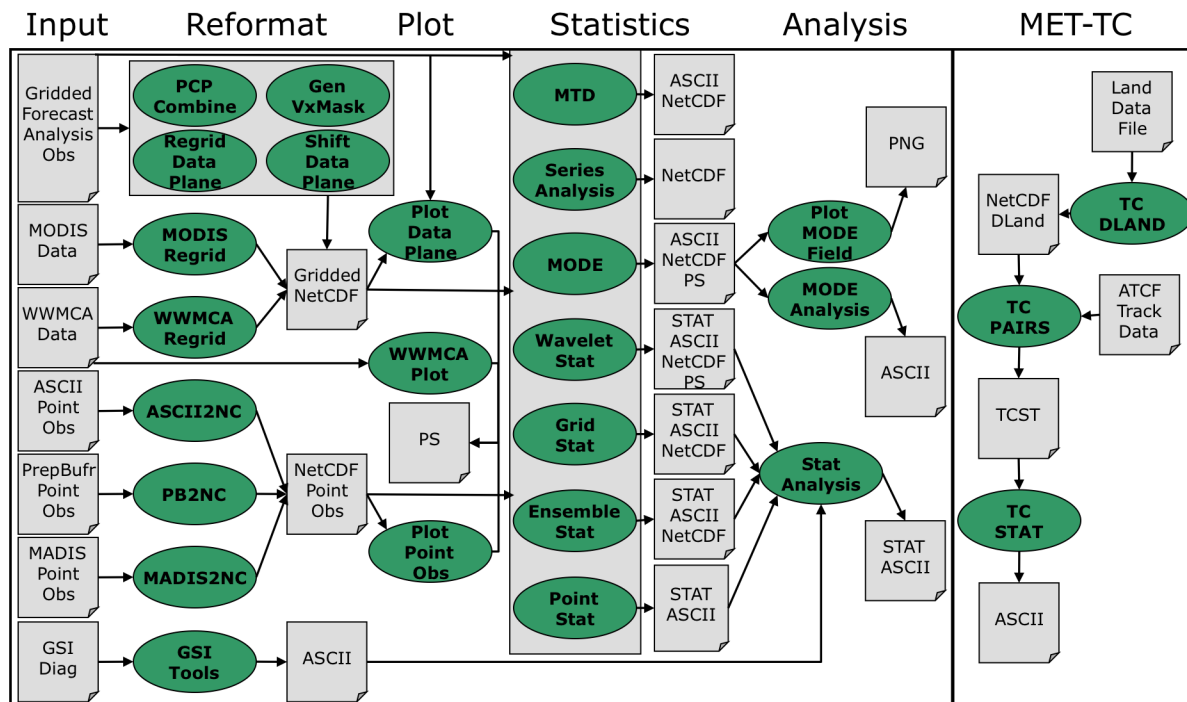 Input
Reformat
Plot
Statistics
Analysis
MET-TC
Gridded
Forecast
Analysis
Obs
PCP
Combine
Gen
VxMask
Regrid
Data
Plane
Shift
Data
Plane
MODIS
Data
MODIS
Regrid
WWMCA
Data
WWMCA
Regrid
Gridded
NetCDF
ASCII
Point
Obs
ASCII2NC
PrepBufr
Point
Obs
PB2NC
MADIS
Point
Obs
MADIS2NC
NetCDF
Point
Obs
GSI
Diag
GSI
Tools
ASCII
Plot
Data
Plane
WWMCA
Plot
PS
Plot
Point
Obs
MTD
ASCII
NetCDF
Series
Analysis
NetCDF
MODE
ASCII
NetCDF
PS
Wavelet
Stat
STAT
ASCII
NetCDF
PS
Grid
Stat
STAT
ASCII
NetCDF
Ensemble
Stat
STAT
ASCII
NetCDF
Point
Stat
STAT
ASCII
PNG
Plot
MODE
Field
MODE
Analysis
ASCII
Stat
Analysis
STAT
ASCII
Land
Data
File
NetCDF
DLand
TC
DLAND
TC
PAIRS
ATCF
Track
Data
TCST
TC
STAT
ASCII